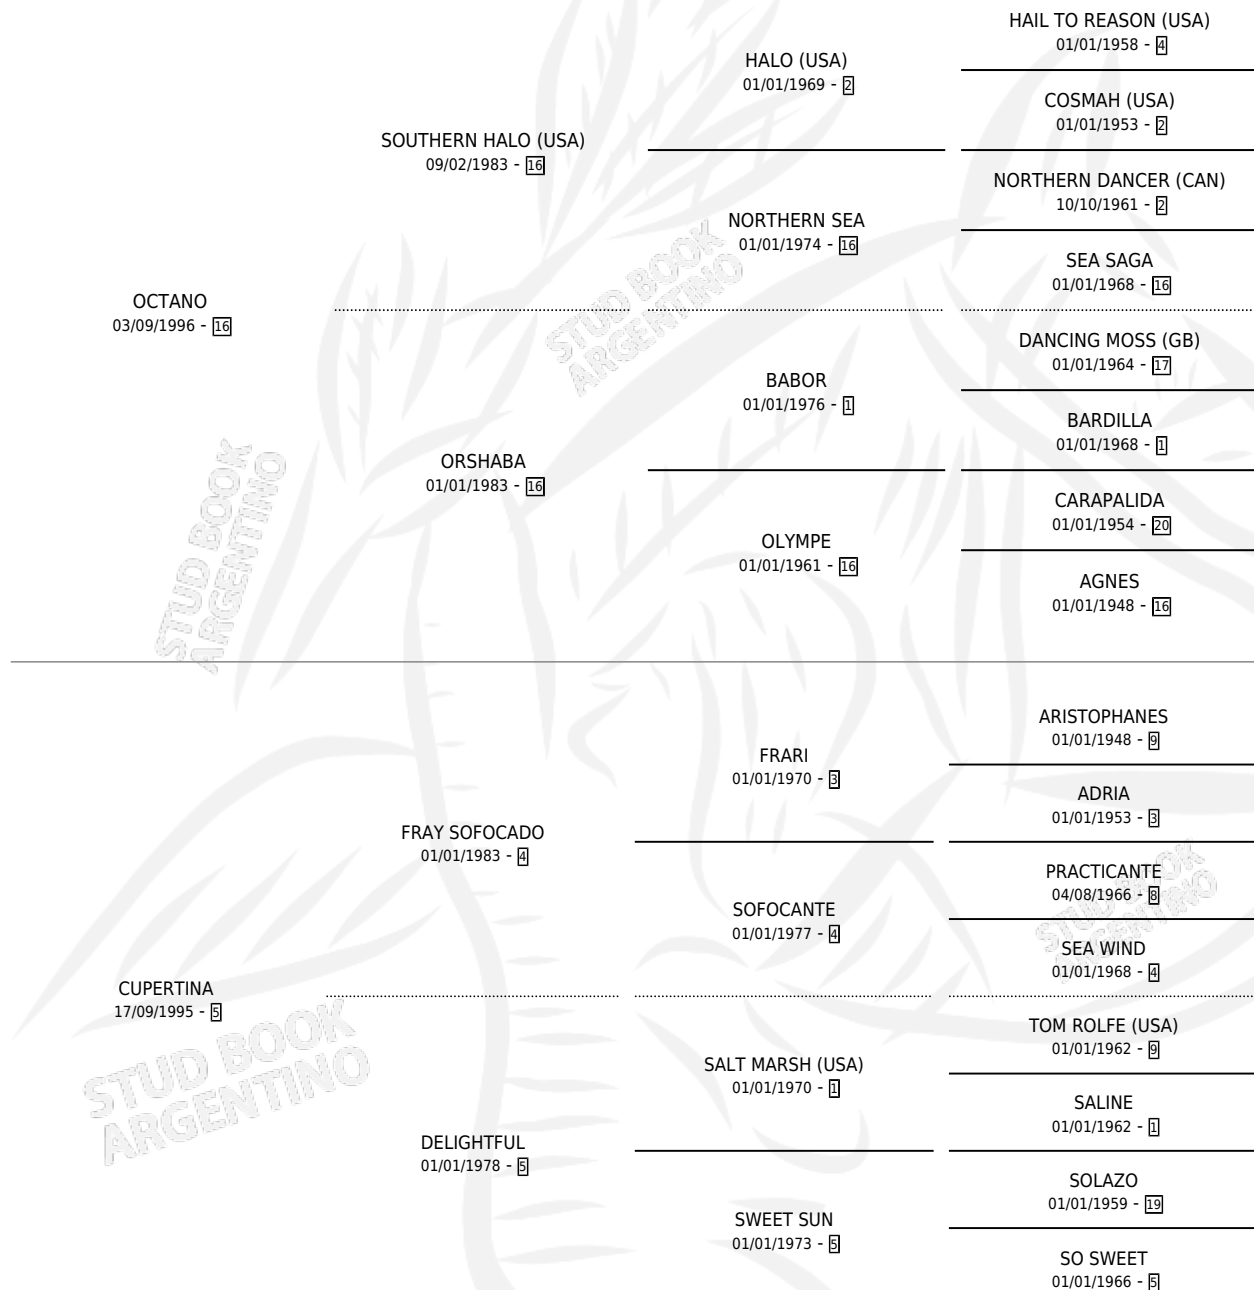 HAIL TO REASON (USA)
01/01/1958 - 4
HALO (USA)
01/01/1969 - 2
COSMAH (USA)
01/01/1953 - 2
SOUTHERN HALO (USA)
09/02/1983 - 16
NORTHERN DANCER (CAN)
10/10/1961 - 2
NORTHERN SEA
01/01/1974 - 16
SEA SAGA
01/01/1968 - 16
OCTANO
03/09/1996 - 16
STUD BOOK
ARGENTINO
DANCING MOSS (GB)
01/01/1964 - 17
BABOR
01/01/1976 - 1
BARDILLA
01/01/1968 - 1
ORSHABA
01/01/1983 - 16
CARAPALIDA
01/01/1954 - 20
OLYMPE
01/01/1961 - 16
AGNES
01/01/1948 - 16
STUD BOOK
ARGENTINO
ARISTOPHANES
01/01/1948 - 9
FRARI
01/01/1970 - 3
ADRIA
01/01/1953 - 3
FRAY SOFOCADO
01/01/1983 - 4
PRACTICANTE
04/08/1966 - 8
SOFOCANTE
01/01/1977 - 4
SEA WIND
01/01/1968 - 4
STUD BOOK
ARGENTINO
CUPERTINA
17/09/1995 - 5
TOM ROLFE (USA)
01/01/1962 - 9
SALT MARSH (USA)
01/01/1970 - 1
SALINE
01/01/1962 - 1
STUD BOOK
ARGENTINO
DELIGHTFUL
01/01/1978 - 5
SOLAZO
01/01/1959 - 19
SWEET SUN
01/01/1973 - 5
SO SWEET
01/01/1966 - 5